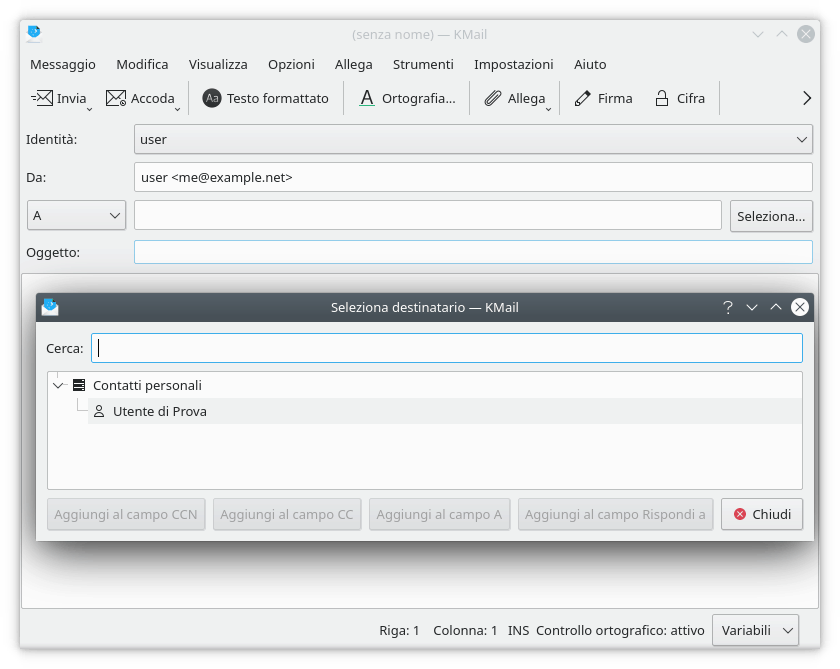 (senza nome) — KMail
Messaggio Modifica Visualizza Opzioni Allega Strumenti Impostazioni Aiuto
Invia Accoda Aa Testo formattato A Ortografia... Allega Firma Cifra
Identità: user
Da: user <me@example.net>
A Seleziona...
Oggetto:
Seleziona destinatario — KMail
Cerca:
Contatti personali
Utente di Prova
Aggiungi al campo CCN Aggiungi al campo CC Aggiungi al campo A Aggiungi al campo Rispondi a Chiudi
Riga: 1 Colonna: 1 INS Controllo ortografico: attivo Variabili